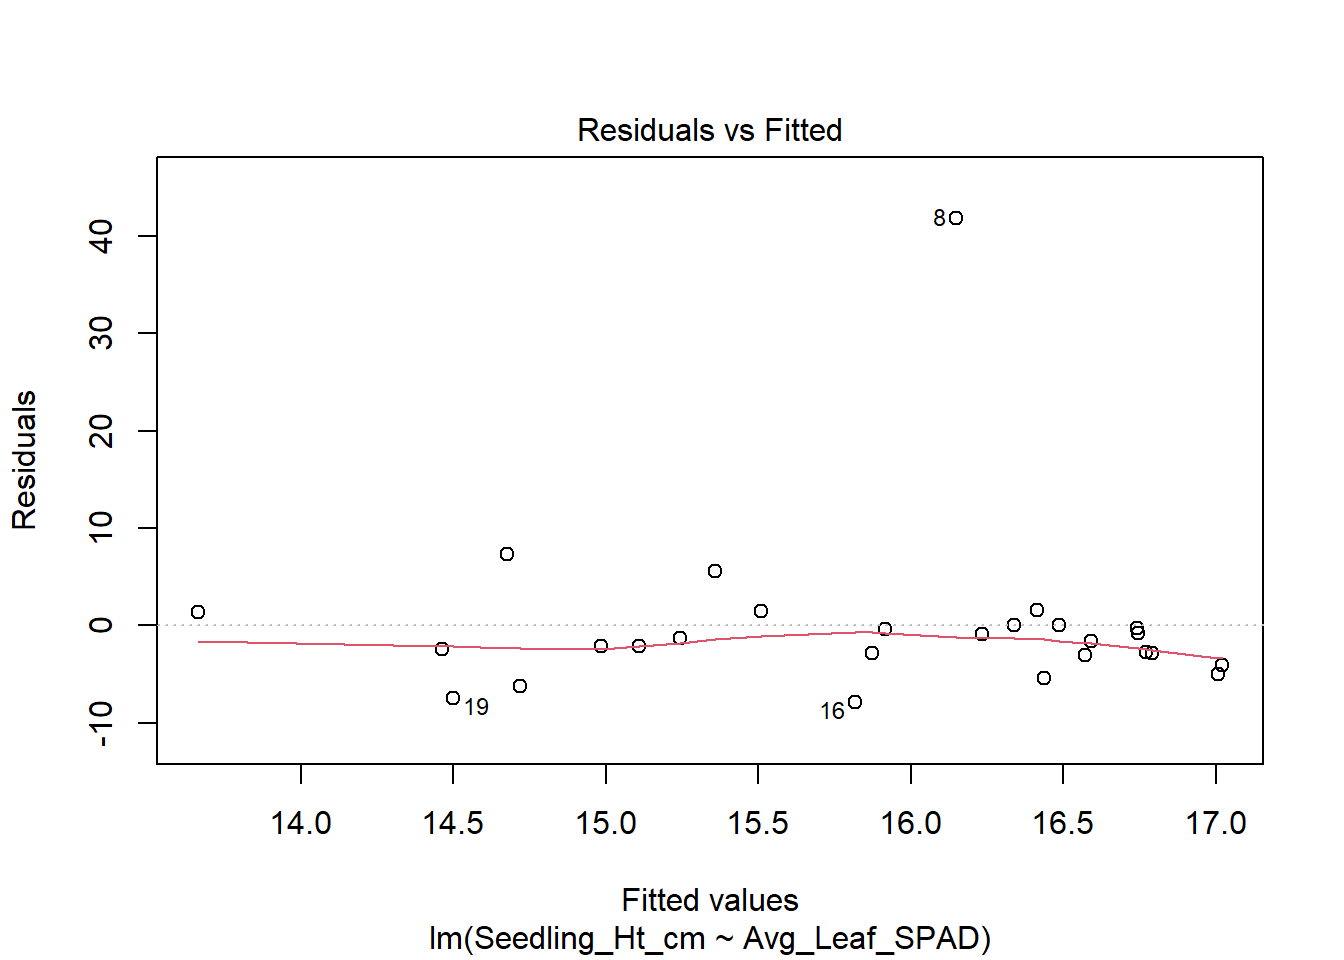 Residuals vs Fitted
Residuals
40
30
20
10
0
-10
8
19
16
14.0 14.5 15.0 15.5 16.0 16.5 17.0
Fitted values
lm(Seedling_Ht_cm ~ Avg_Leaf_SPAD)